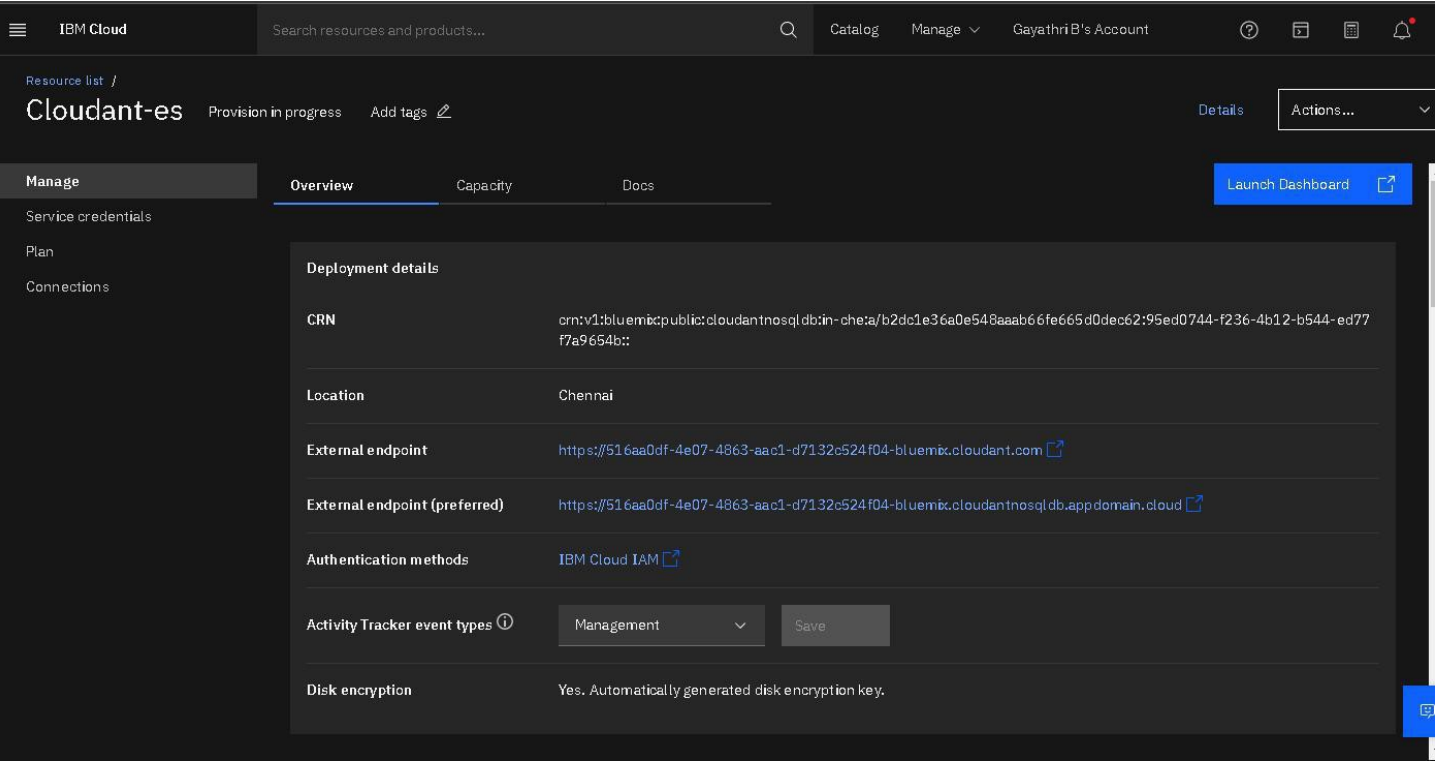 IBM Cloud
Search resources and products...
Catalog
Manage
Gayathri B's Account
Resource list /
Cloudant-es
Provision in progress
Add tags
Details
Actions...
Manage
Service credentials
Plan
Connections
Overview
Capacity
Docs
Launch Dashboard
Deployment details
CRN
crn:v1:bluemix:public:cloudantnosqldb:in-che:a/b2dc1e36a0e548aaab66fe665d0dec62:95ed0744-f236-4b12-b544-ed77
f7a9654b::
Location
Chennai
External endpoint
https://516aa0df-4e07-4863-aac1-d7132c524f04-bluemix.cloudant.com
External endpoint (preferred)
https://516aa0df-4e07-4863-aac1-d7132c524f04-bluemix.cloudantnosqldb.appdomain.cloud
Authentication methods
IBM Cloud IAM
Activity Tracker event types
Management
Save
Disk encryption
Yes. Automatically generated disk encryption key.